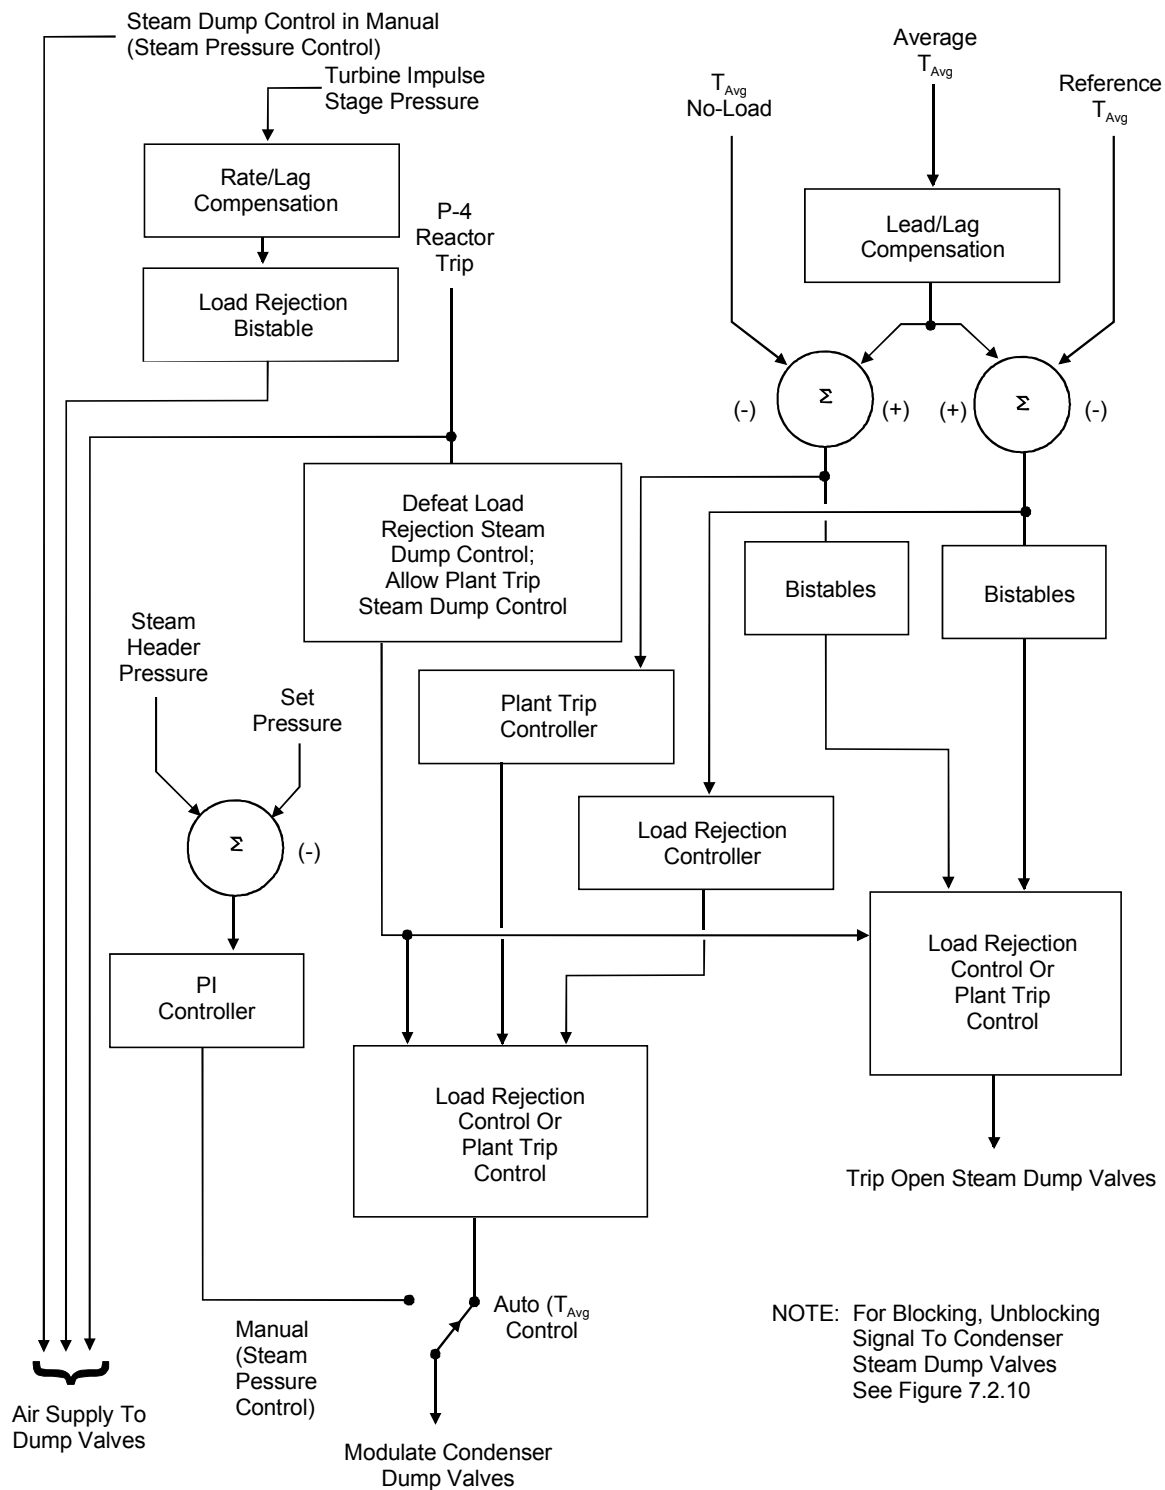 Steam Dump Control in Manual
(Steam Pressure Control)
Turbine Impulse
Stage Pressure
Average
TAvg
TAvg
No-Load
Reference
TAvg
Rate/Lag
Compensation
P-4
Reactor
Trip
Lead/Lag
Compensation
Load Rejection
Bistable
Σ
Σ
(-)
(+)
(+)
(-)
Defeat Load
Rejection Steam
Dump Control;
Allow Plant Trip
Steam Dump Control
Bistables
Bistables
Steam
Header
Pressure
Set
Pressure
Plant Trip
Controller
Load Rejection
Controller
Σ
(-)
PI
Controller
Load Rejection
Control Or
Plant Trip
Control
Load Rejection
Control Or
Plant Trip
Control
Trip Open Steam Dump Valves
Auto (TAvg
Control
Manual
(Steam
Pessure
Control)
NOTE: For Blocking, Unblocking
Signal To Condenser
Steam Dump Valves
See Figure 7.2.10
Air Supply To
Dump Valves
Modulate Condenser
Dump Valves